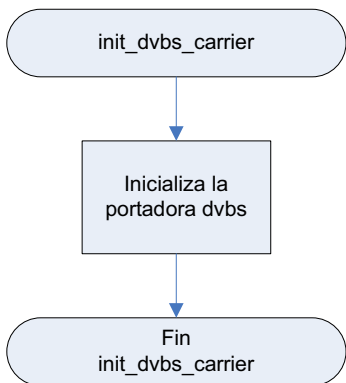 init_dvbs_carrier
Inicializa la
portadora dvbs
Fin
init_dvbs_carrier